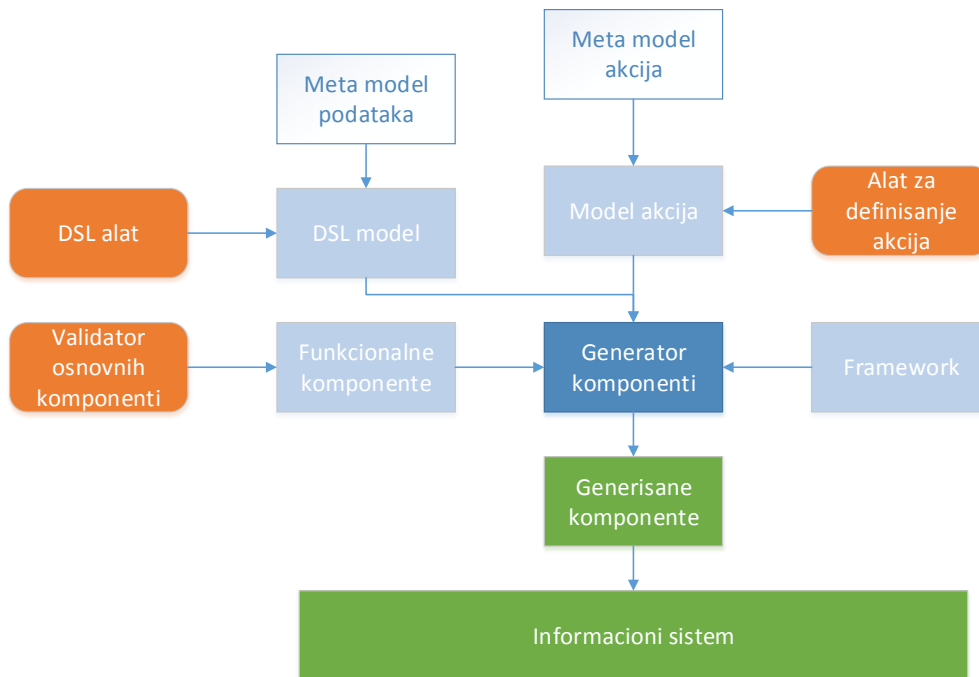 Meta model
akcija
Meta model
podataka
DSL alat
DSL model
Model akcija
Alat za
definisanje
akcija
Validator
osnovnih
komponenti
Funkcionalne
komponente
Generator
komponenti
Framework
Generisane
komponente
Informacioni sistem